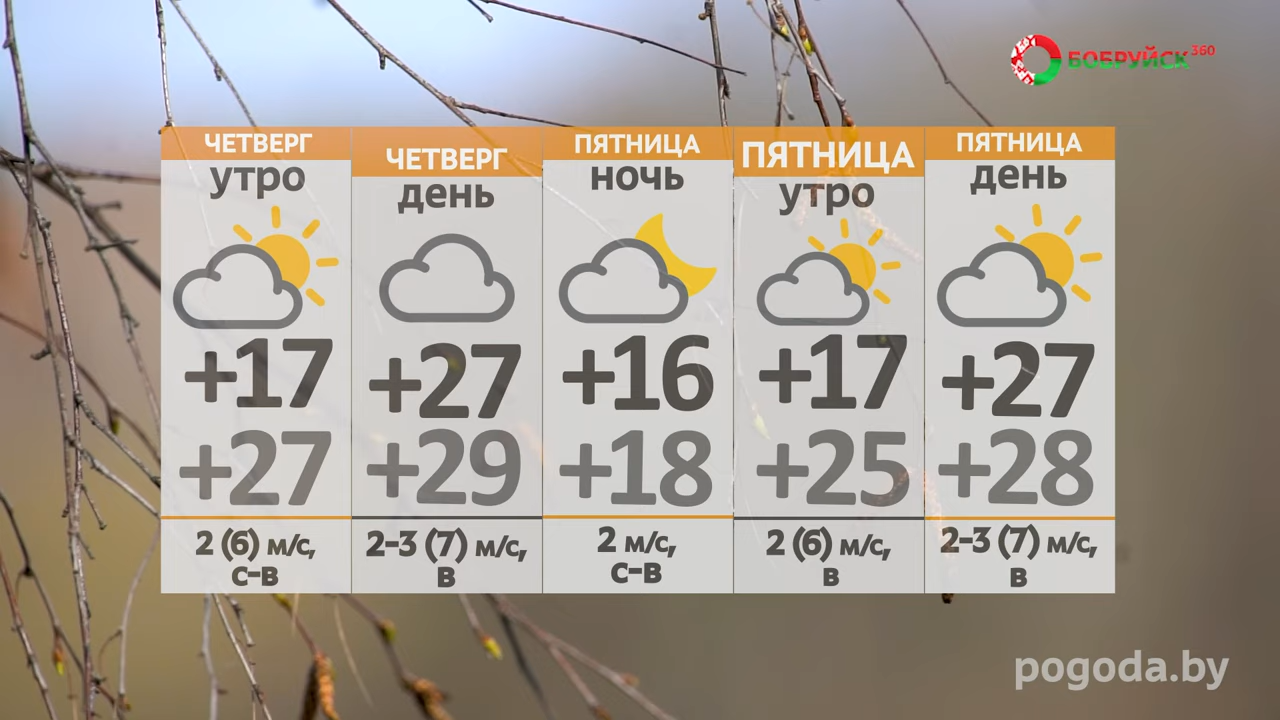 БОБРУЙСК 360
ЧЕТВЕРГ
утро
+17
+27
2 (6) м/с,
с-в
ЧЕТВЕРГ
день
+27
+29
2-3 (7) м/с,
в
ПЯТНИЦА
ночь
+16
+18
2 м/с,
с-в
ПЯТНИЦА
утро
+17
+25
2 (6) м/с,
в
ПЯТНИЦА
день
+27
+28
2-3 (7) м/с,
в
pogoda.by